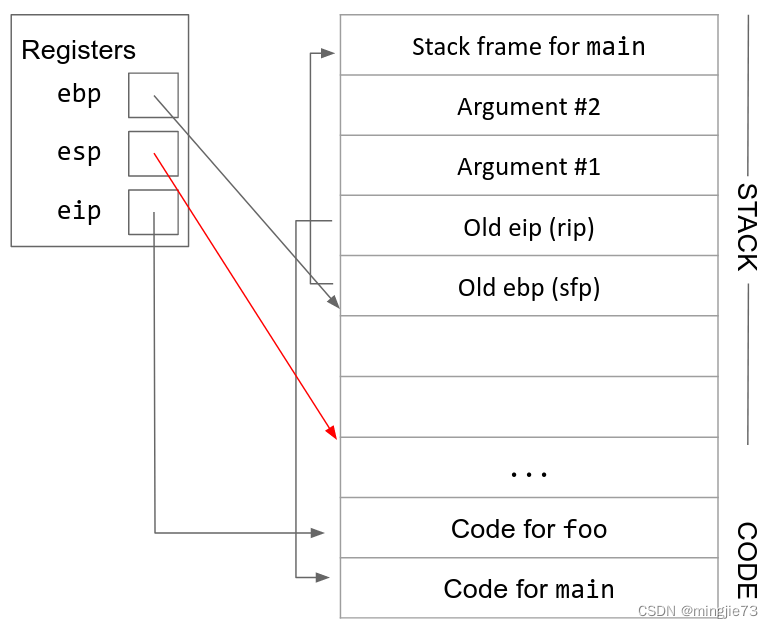 Registers
ebp
esp
eip
Stack frame for main
Argument #2
Argument #1
Old eip (rip)
Old ebp (sfp)
...
Code for foo
Code for main
STACK
CODE
CSDN @mingjie73